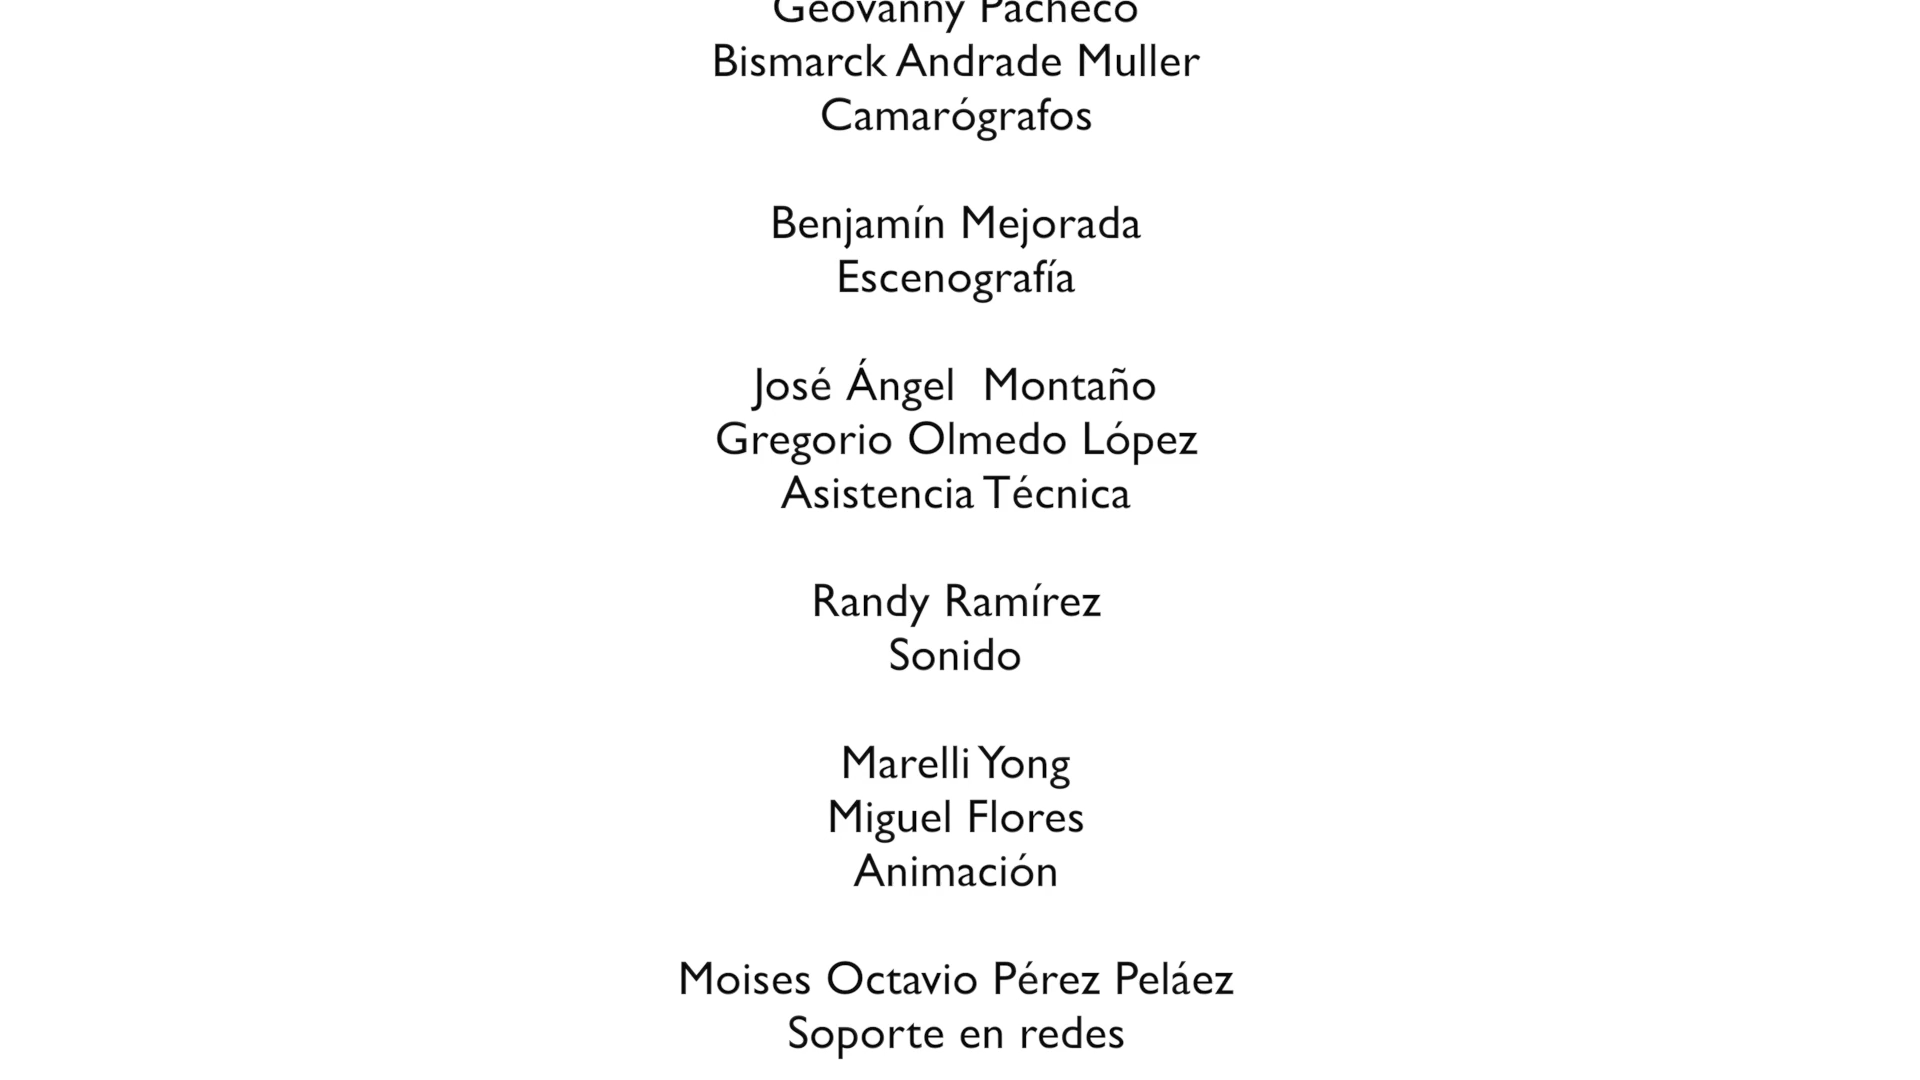 Geovanny Pacheco
Bismarck Andrade Muller
Camarógrafos
Benjamín Mejorada
Escenografía
José Ángel  Montaño
Gregorio Olmedo López
Asistencia Técnica
Randy Ramírez
Sonido
Marelli Yong
Miguel Flores
Animación
Moises Octavio Pérez Peláez
Soporte en redes